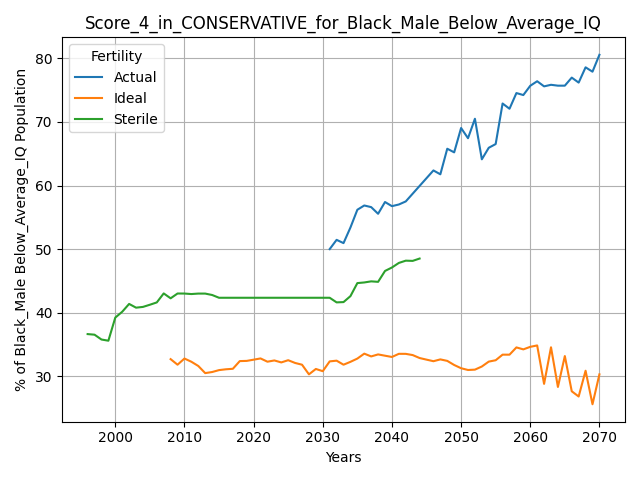 Score_4_in_CONSERVATIVE_for_Black_Male_Below_Average_IQ
% of Black_Male Below_Average_IQ Population
80
70
60
50
40
30
Fertility
Actual
Ideal
Sterile
2000
2010
2020
2030
2040
2050
2060
2070
Years